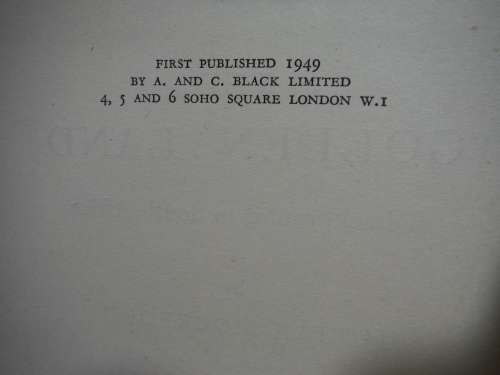 FIRST PUBLISHED 1949
BY A. AND C. BLACK LIMITED
4, 5 AND 6 SOHO SQUARE LONDON W.1